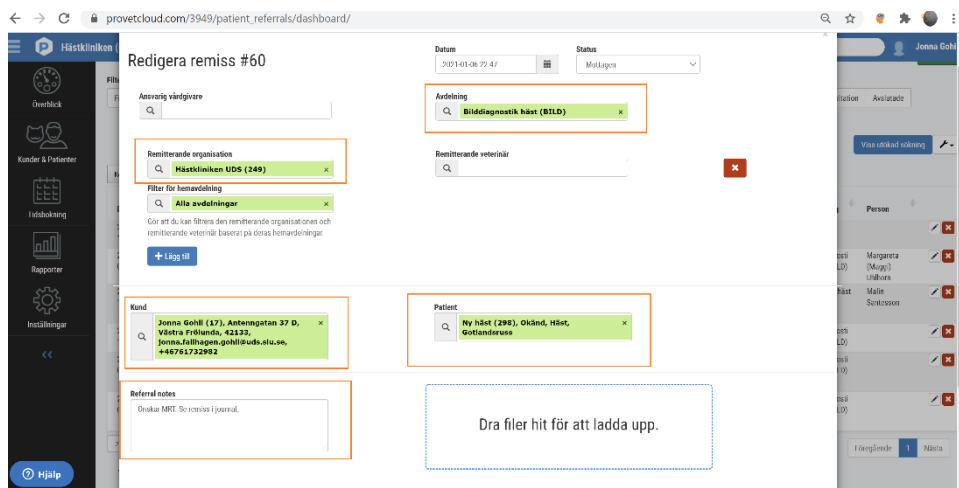 provetcloud.com/3949/patient_referrals/dashboard/
Hästkliniken (
Jonna Gohl
Överblick
Kunder & Patienter
Tidsbokning
Rapporter
Inställningar
Hjälp
Redigera remiss #60
Datum
2021-01-06 22:47
Status
Mottagen
Ansvarig vårdgivare
Avdelning
Bilddiagnostik häst (BILD) ×
Remitterande organisation
Hästkliniken UDS (249) ×
Remitterande veterinär
Filter för hemavdelning
Alla avdelningar ×
Gör att du kan filtrera den remitterande organisationen och
remitterande veterinär baserat på deras hemavdelningar.
+ Lägg till
Kund
Jonna Gohli (17), Antenngatan 37 D, ×
Västra Frölunda, 42133,
jonna.fallhagen.gohli@uds.slu.se,
+46761732982
Patient
Ny häst (298), Okänd, Häst, ×
Gotlandsruss
Referral notes
Önskar MRT. Se remiss i journal.
Dra filer hit för att ladda upp.
Avslutade
Visa utökad sökning
Person
Margareta
(Maggi)
Uhlhorn
Malin
Santesson
Föregående 1 Nästa